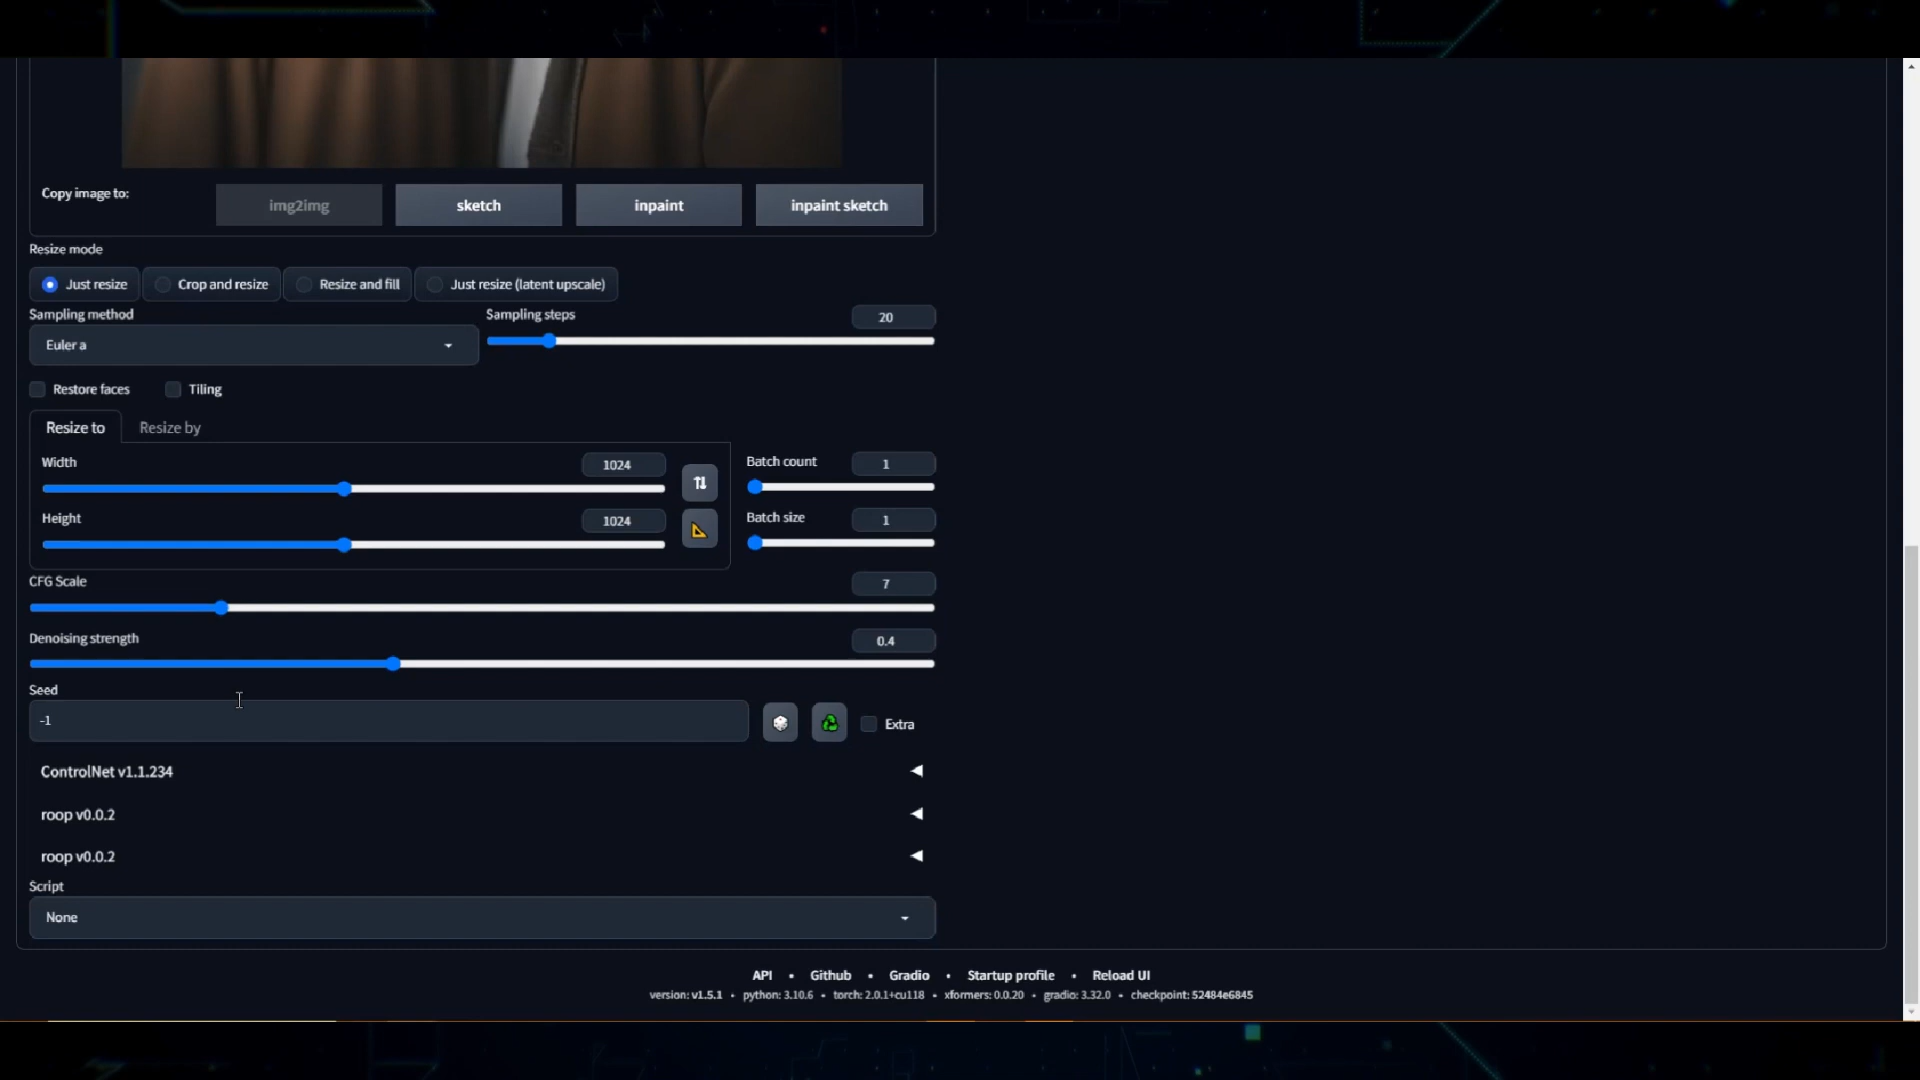 Copy image to:
img2img
sketch
inpaint
inpaint sketch
Resize mode
Just resize
Crop and resize
Resize and fill
Just resize (latent upscale)
Sampling method
Sampling steps
20
Euler a
Restore faces
Tiling
Resize to
Resize by
Width
1024
Batch count
1
Height
1024
Batch size
1
CFG Scale
7
Denoising strength
0.4
Seed
-1
Extra
ControlNet v1.1.234
roop v0.0.2
roop v0.0.2
Script
None
API • Github • Gradio • Startup profile • Reload UI
version: v1.5.1 • python: 3.10.6 • torch: 2.0.1+cu118 • xformers: 0.0.20 • gradio: 3.32.0 • checkpoint: 52484e6845